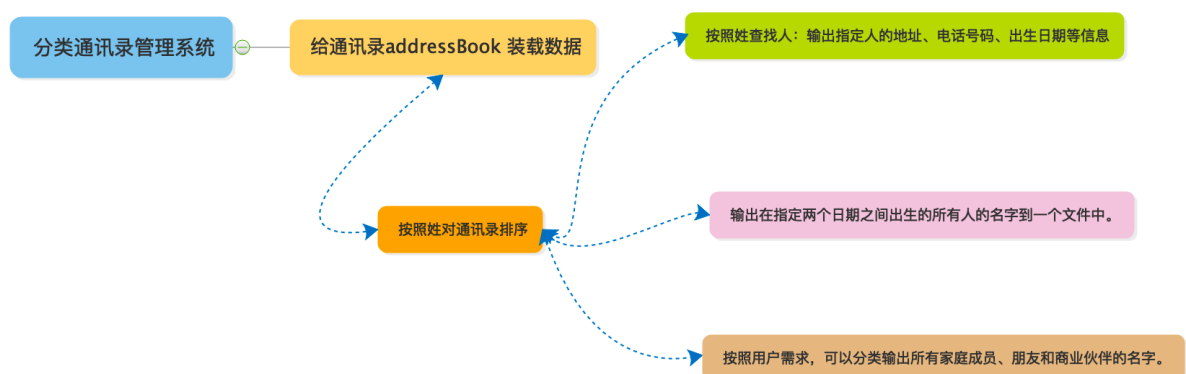 分类通讯录管理系统
给通讯录addressBook 装载数据
按照姓查找人：输出指定人的地址、电话号码、出生日期等信息
按照姓对通讯录排序
输出在指定两个日期之间出生的所有人的名字到一个文件中。
按照用户需求，可以分类输出所有家庭成员、朋友和商业伙伴的名字。